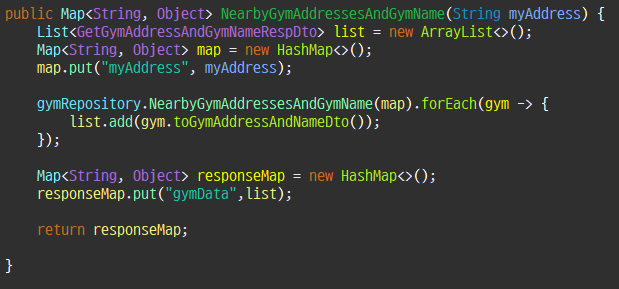 public Map<String, Object> NearbyGymAddressesAndGymName(String myAddress) {
List<GetGymAddressAndGymNameRespDto> list = new ArrayList<>();
Map<String, Object> map = new HashMap<>();
map.put("myAddress", myAddress);
gymRepository.NearbyGymAddressesAndGymName(map).forEach(gym -> {
list.add(gym.toGymAddressAndNameDto());
});
Map<String, Object> responseMap = new HashMap<>();
responseMap.put("gymData",list);
return responseMap;
}